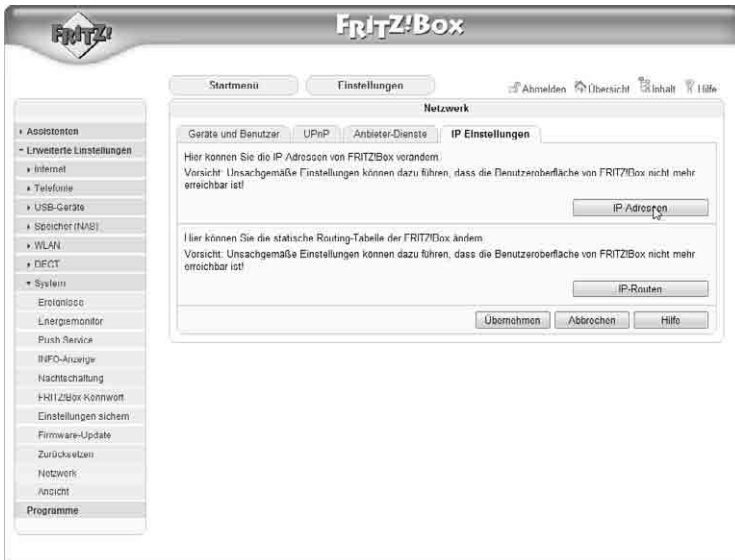 FRITZ!
FRITZ!BOX
Startmenü
Einstellungen
Abmelden
Übersicht
Inhalt
Hilfe
Netzwerk
Assistenten
Erweiterte Einstellungen
Internet
Telefonie
USB-Geräte
Speicher (NAS)
WLAN
DECT
System
Ereignisse
Energiemonitor
Push Service
INFO-Anzeige
Nachtschaltung
FRITZ!Box-Kennwort
Einstellungen sichern
Firmware-Update
Zurücksetzen
Netzwerk
Ansicht
Programme
Geräte und Benutzer
UPnP
Anbieter-Dienste
IP Einstellungen
Hier können Sie die IP Adressen von FRITZ!Box verändern
Vorsicht: Unsachgemäße Einstellungen können dazu führen, dass die Benutzeroberfläche von FRITZ!Box nicht mehr
erreichbar ist!
IP-Adressen
Hier können Sie die statische Routing-Tabelle der FRITZ!Box ändern
Vorsicht: Unsachgemäße Einstellungen können dazu führen, dass die Benutzeroberfläche von FRITZ!Box nicht mehr
erreichbar ist!
IP-Routen
Übernehmen
Abbrechen
Hilfe